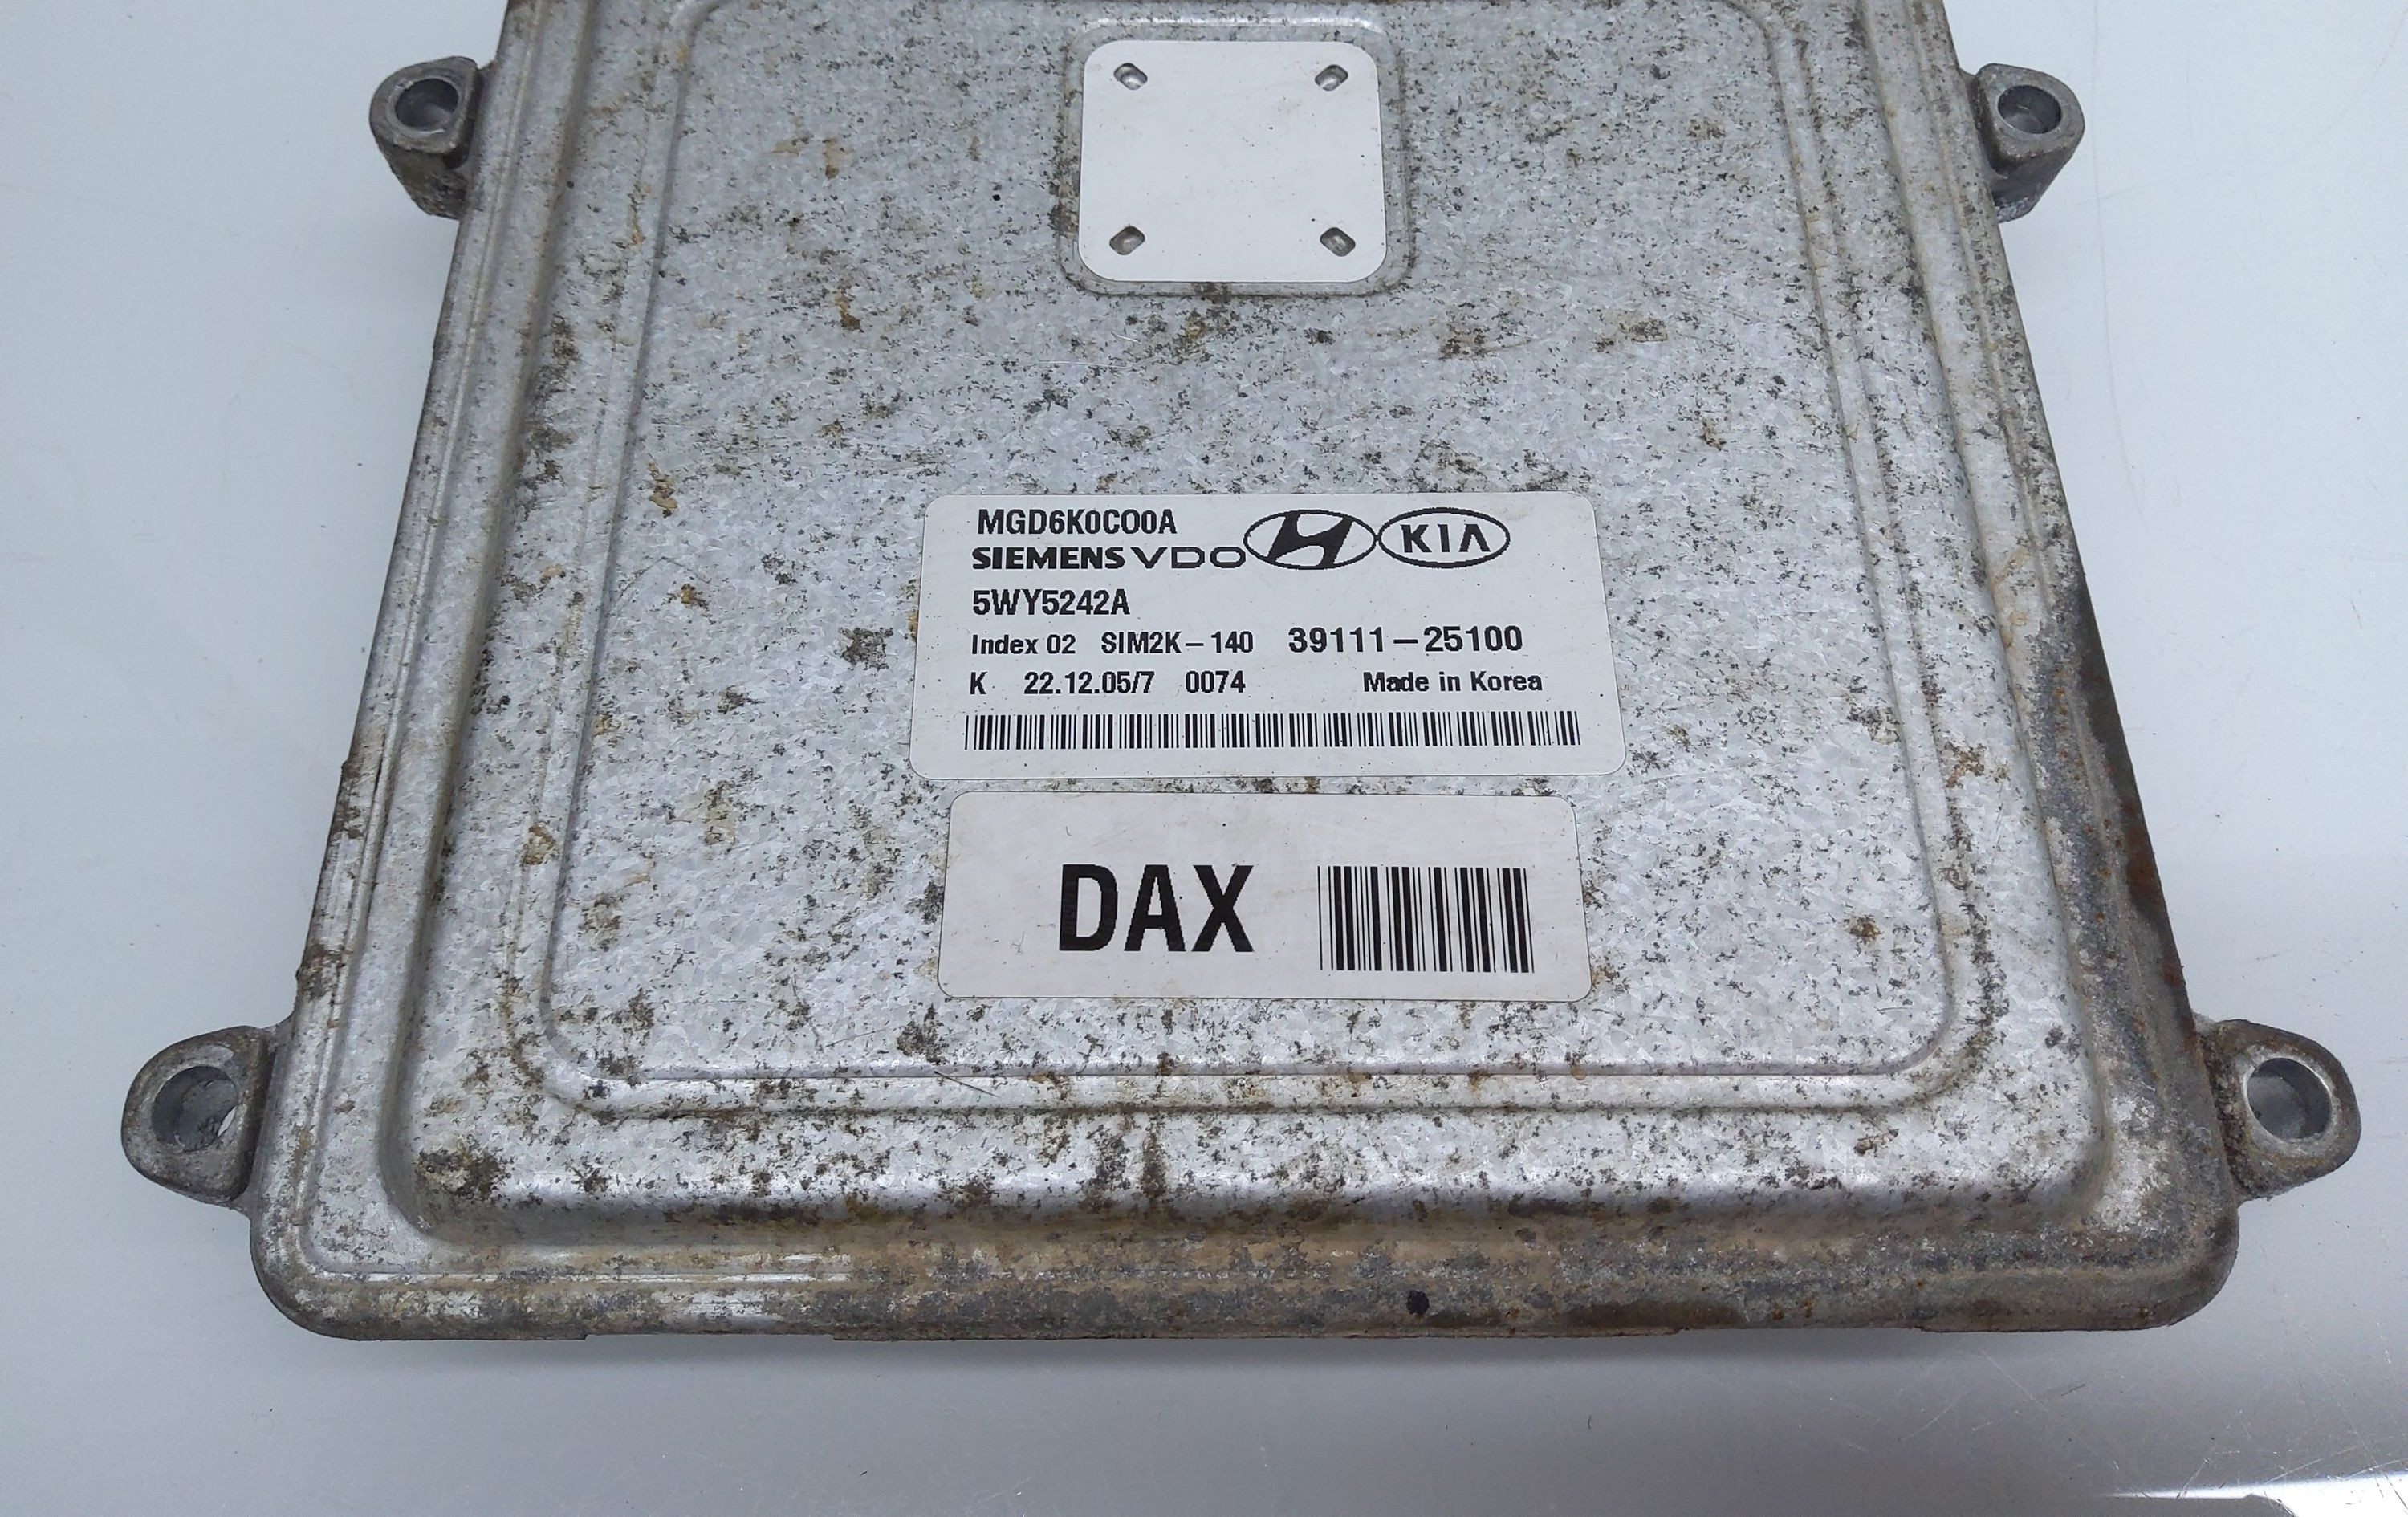 MGD6K0CO0A
SIEMENS VDO KIA
5WY5242A
Index 02 SIM2K-140 39111-25100
K 22.12.05/7 0074 Made in Korea
DAX